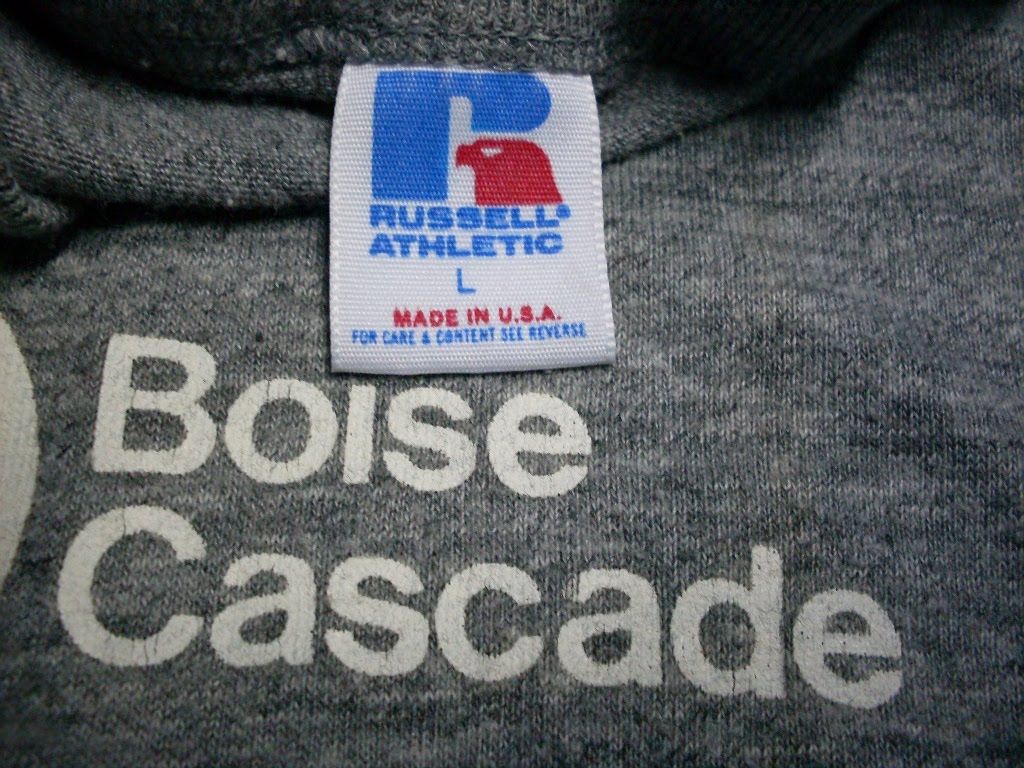 RUSSELL®
ATHLETIC
L
MADE IN U.S.A.
FOR CARE & CONTENT SEE REVERSE
Boise
Cascade